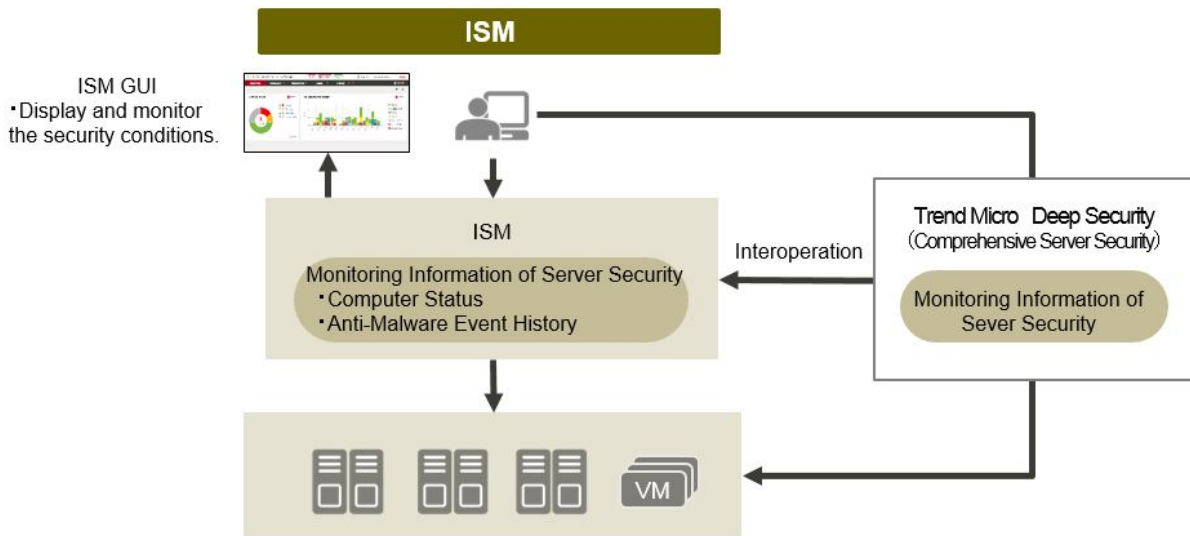 ISM
ISM GUI
・Display and monitor
the security conditions.
ISM
Monitoring Information of Server Security
・Computer Status
・Anti-Malware Event History
Interoperation
Trend Micro Deep Security
(Comprehensive Server Security)
Monitoring Information of
Sever Security
VM